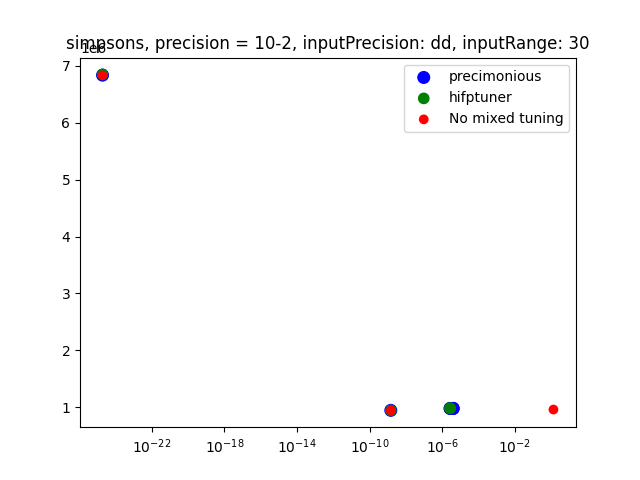 simpsons, precision = 10-2, inputPrecision: dd, inputRange: 30
1e6
7
6
5
4
3
2
1
precimonious
hifptuner
No mixed tuning
10⁻²² 10⁻¹⁸ 10⁻¹⁴ 10⁻¹⁰ 10⁻⁶ 10⁻²